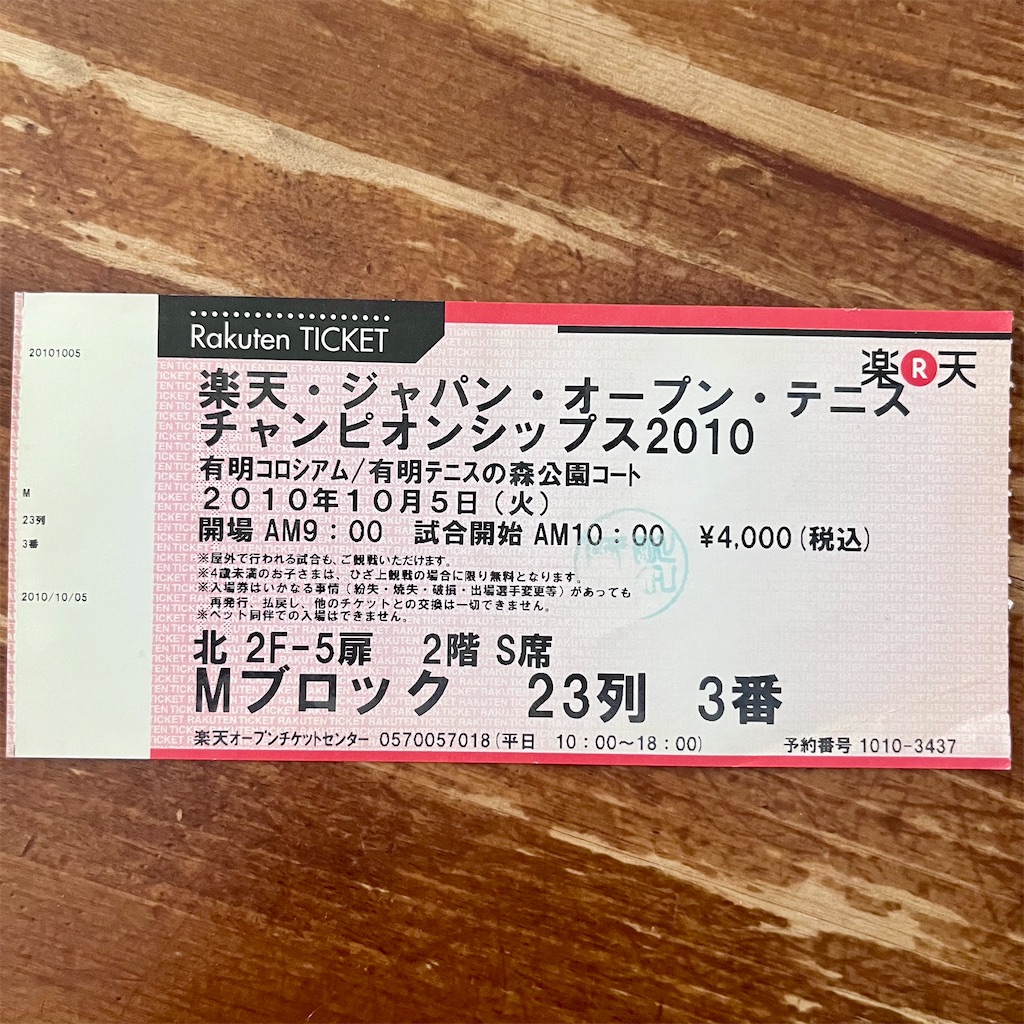 20101005
M
23列
3番
2010/10/05
Rakuten TICKET
楽R天
楽天・ジャパン・オープン・テニス
チャンピオンシップス2010
有明コロシアム/有明テニスの森公園コート
2010年10月5日(火)
開場 AM9:00 試合開始 AM10:00 ¥4,000(税込)
※屋外で行われる試合も、ご観戦いただけます。
※4歳未満のお子さまは、ひざ上観戦の場合に限り無料となります。
※入場券はいかなる事情(紛失・焼失・破損・出場選手変更等)があっても
再発行、払戻し、他のチケットとの交換は一切できません。
※ペット同伴での入場はできません。
北 2F-5扉 2階 S席
Mブロック 23列 3番
楽天オープンチケットセンター 0570057018(平日 10:00~18:00)
予約番号 1010-3437